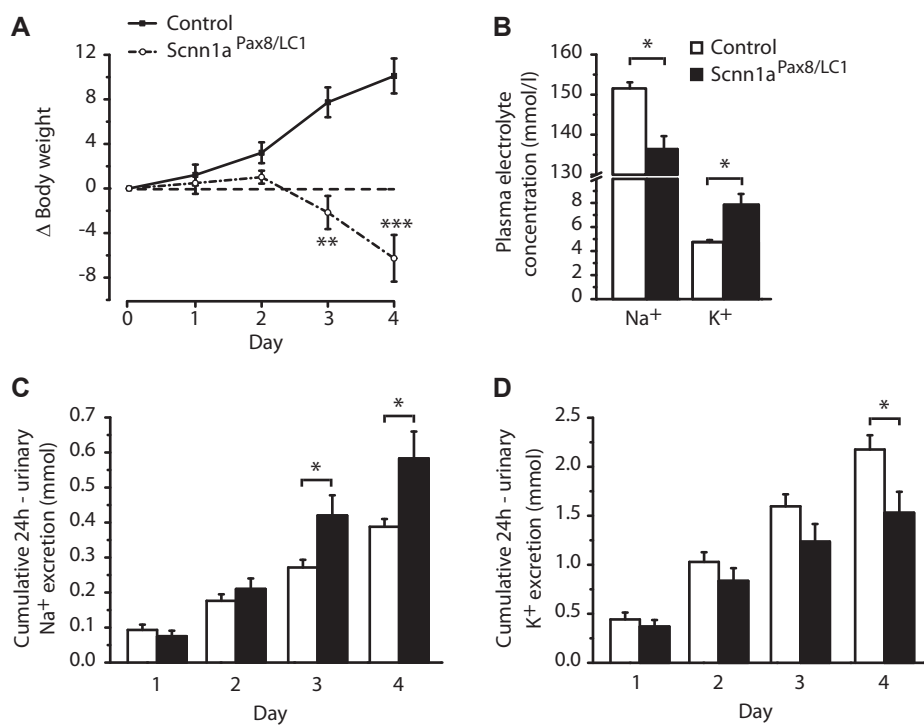 A
Control
Scnn1a^Pax8/LC1
Δ Body weight
12
8
4
0
-4
-8
**
***
0 1 2 3 4
Day
B
Control
Scnn1a^Pax8/LC1
Plasma electrolyte
concentration (mmol/l)
160
150
140
130
8
6
4
2
0
*
*
Na+ K+
C
Cumulative 24h - urinary
Na+ excretion (mmol)
0.7
0.6
0.5
0.4
0.3
0.2
0.1
0.0
*
*
1 2 3 4
Day
D
Cumulative 24h - urinary
K+ excretion (mmol)
2.5
2.0
1.5
1.0
0.5
0.0
*
1 2 3 4
Day